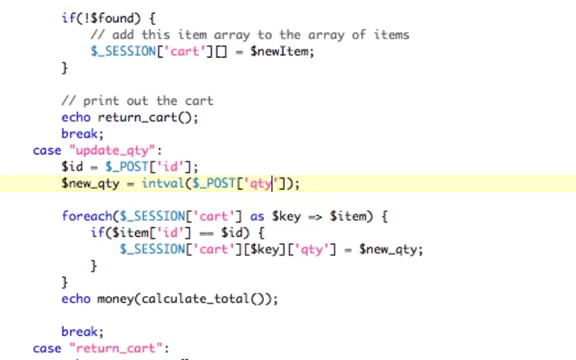 if(!$found) {
// add this item array to the array of items
$_SESSION['cart'][] = $newItem;
}
// print out the cart
echo return_cart();
break;
case "update_qty":
$id = $_POST['id'];
$new_qty = intval($_POST['qty']);
foreach($_SESSION['cart'] as $key => $item) {
if($item['id'] == $id) {
$_SESSION['cart'][$key]['qty'] = $new_qty;
}
}
echo money(calculate_total());
break;
case "return_cart":